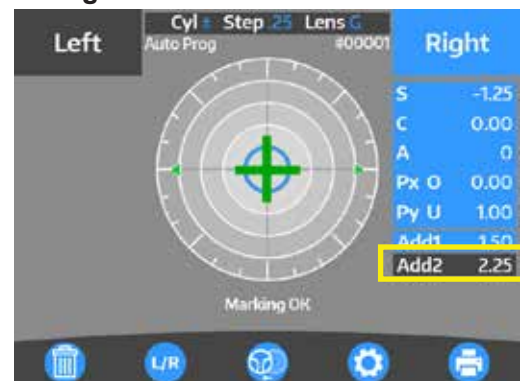 Cyl ± Step .25 Lens G
Left
Auto Prog
#00001
Right
S -1.25
C 0.00
A 0
Px O 0.00
Py U 1.00
Add1 1.50
Add2 2.25
Marking OK
L/R